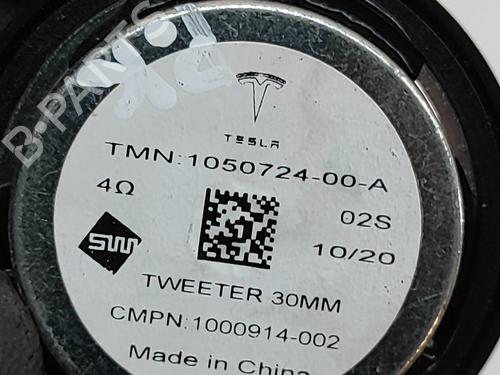 B-PARTS
TESLA
TMN:1050724-00-A
4Ω
02S
SW
10/20
TWEETER 30MM
CMPN:1000914-002
Made in China